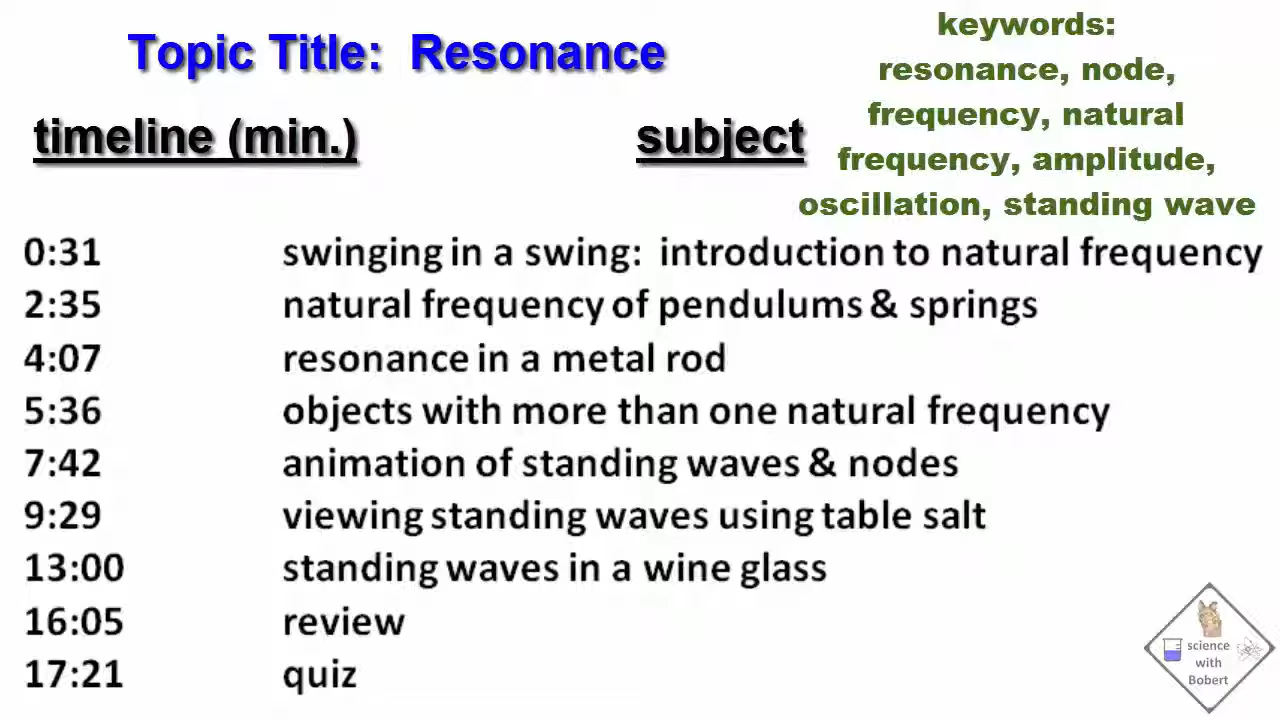 Topic Title: Resonance
keywords:
resonance, node,
frequency, natural
frequency, amplitude,
oscillation, standing wave
timeline (min.) subject
0:31 swinging in a swing: introduction to natural frequency
2:35 natural frequency of pendulums & springs
4:07 resonance in a metal rod
5:36 objects with more than one natural frequency
7:42 animation of standing waves & nodes
9:29 viewing standing waves using table salt
13:00 standing waves in a wine glass
16:05 review
17:21 quiz
science
with
Bobert